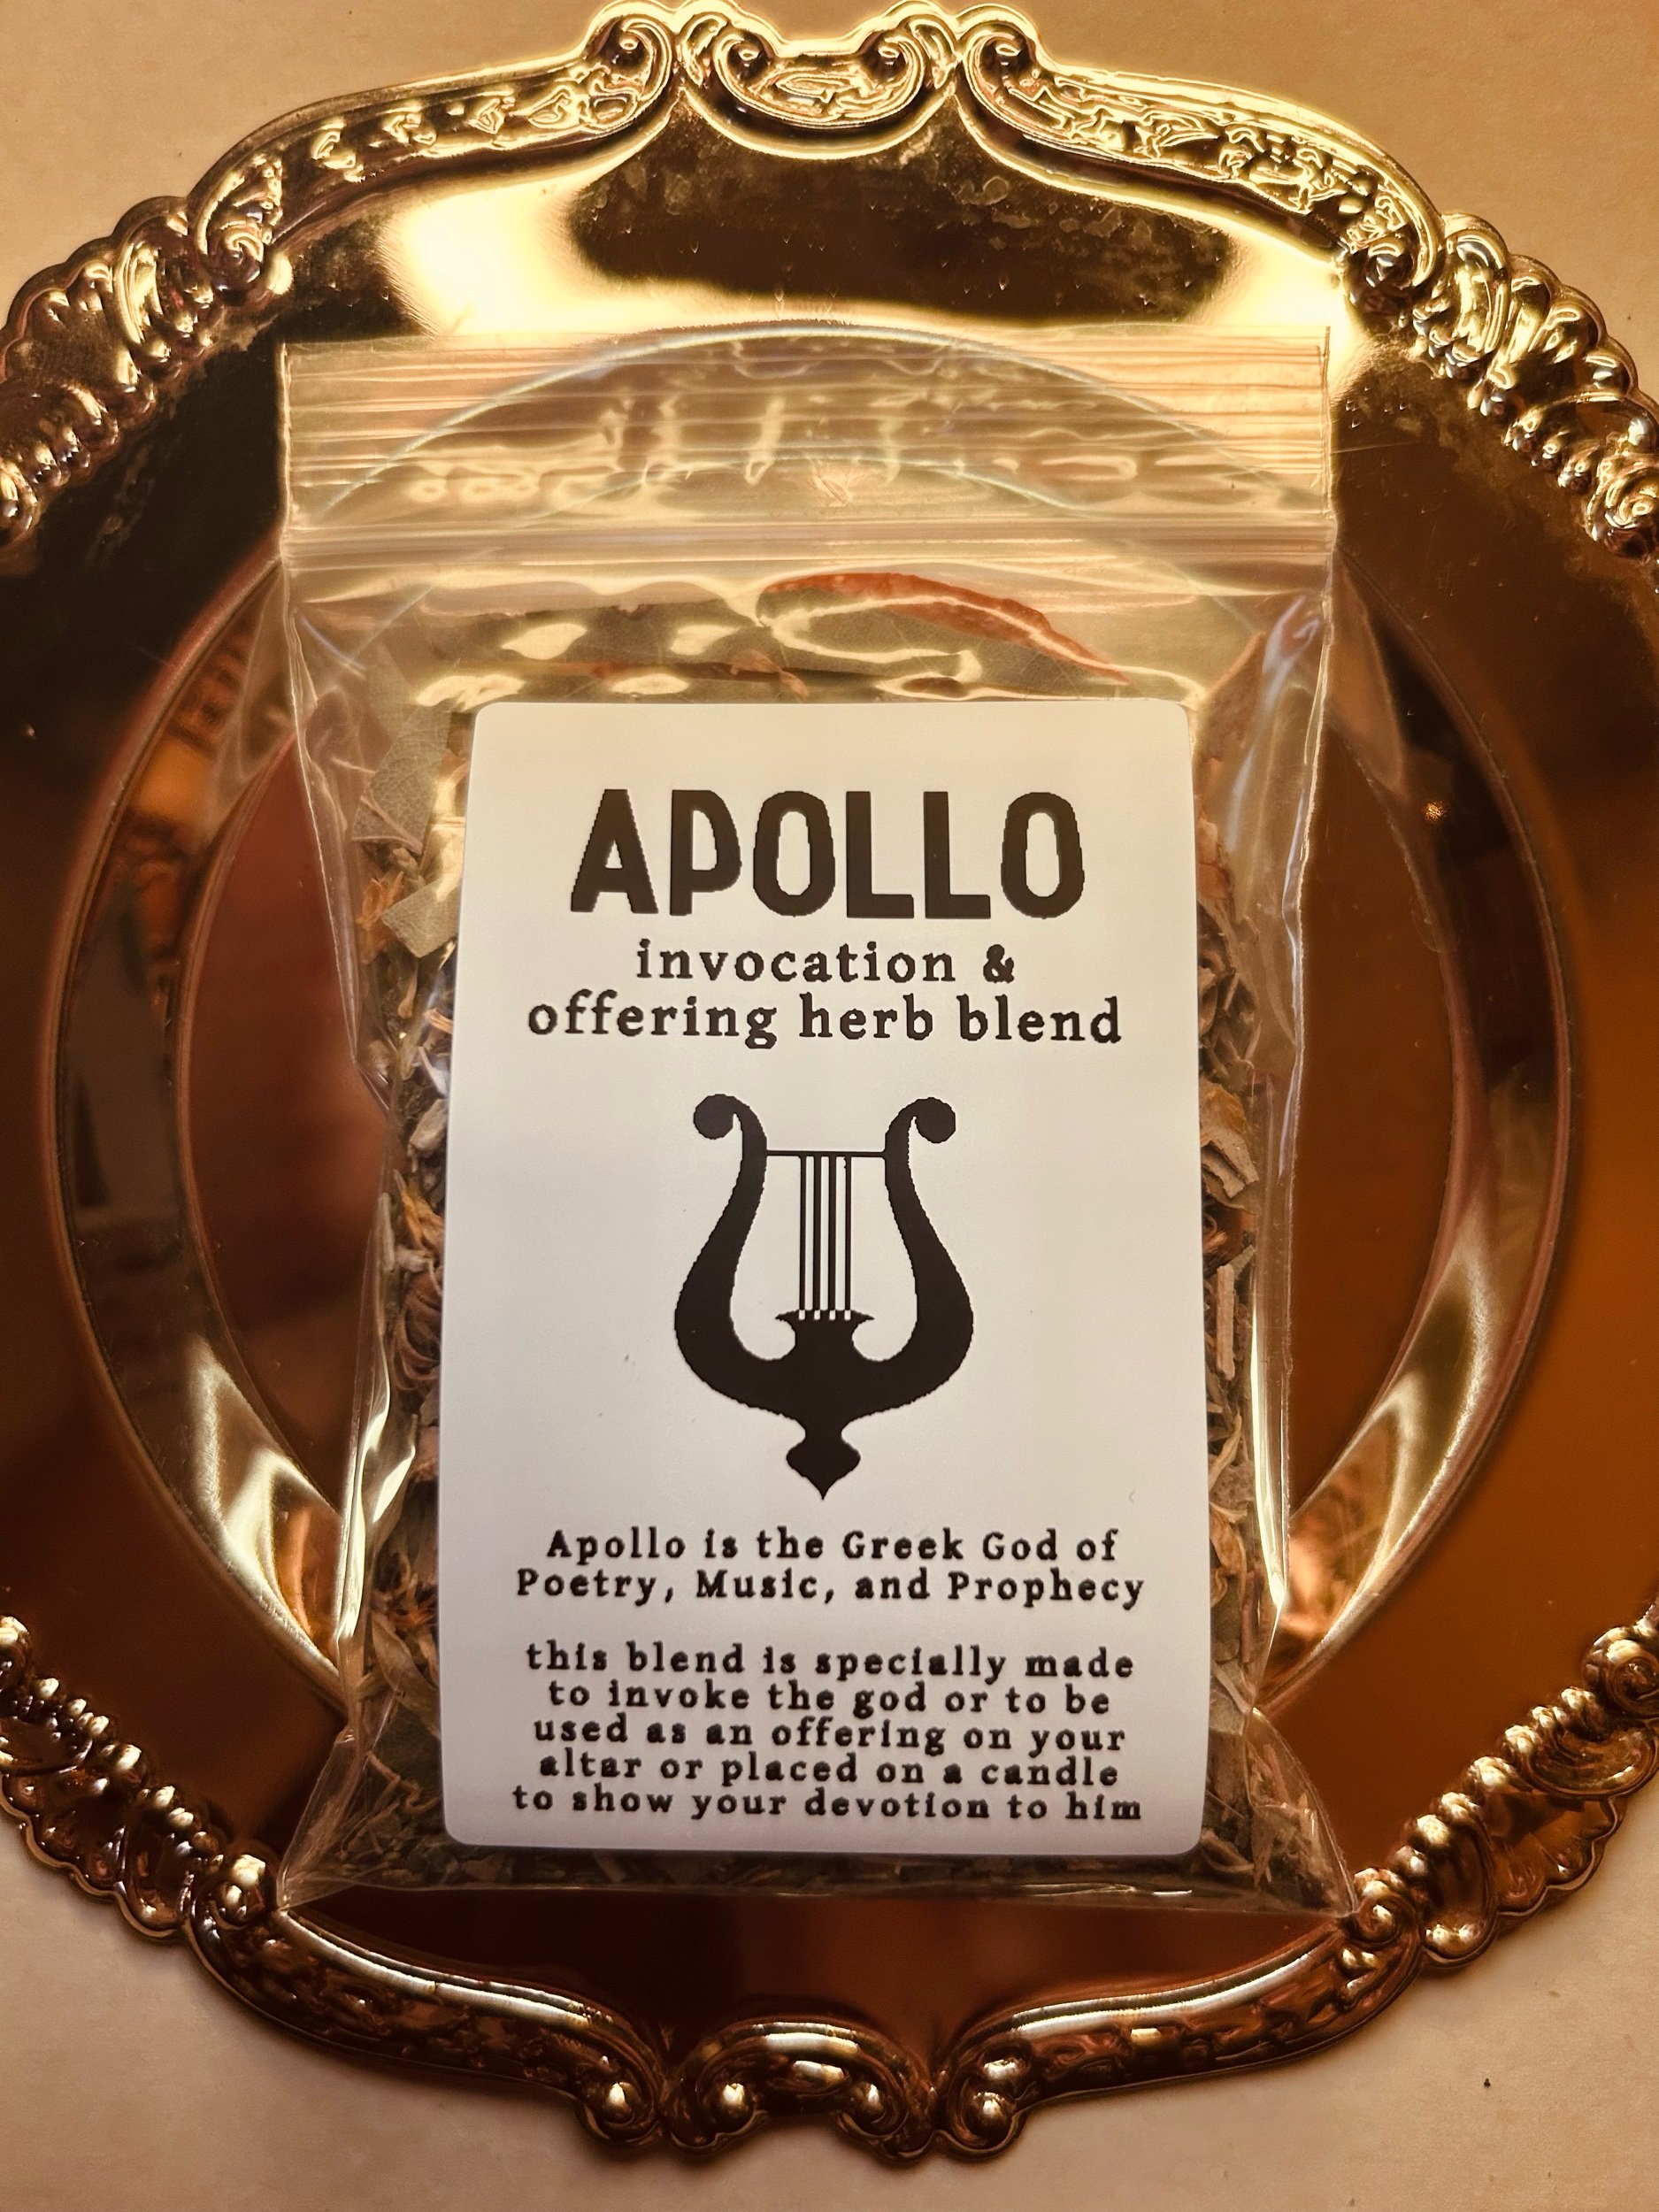 APOLLO
invocation &
offering herb blend
Apollo is the Greek God of
Poetry, Music, and Prophecy
this blend is specially made
to invoke the god or to be
used as an offering on your
altar or placed on a candle
to show your devotion to him